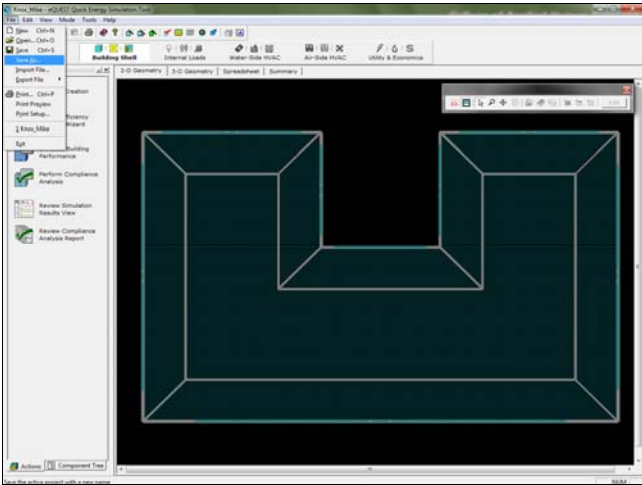 Knox_Mike - eQUEST Quick Energy Simulation Tool
File Edit View Mode Tools Help
New Ctrl+N
Open... Ctrl+O
Save Ctrl+S
Save As...
Import File...
Export File
Print... Ctrl+P
Print Preview
Print Setup...
1 Knox_Mike
Exit
Building Shell
Internal Loads
Water-Side HVAC
Air-Side HVAC
Utility & Economics
2-D Geometry
3-D Geometry
Spreadsheet
Summary
Creation
Wizard
Building
Performance
Perform Compliance
Analysis
Review Simulation
Results View
Review Compliance
Analysis Report
Actions
Component Tree
Save the active project with a new name
NUM